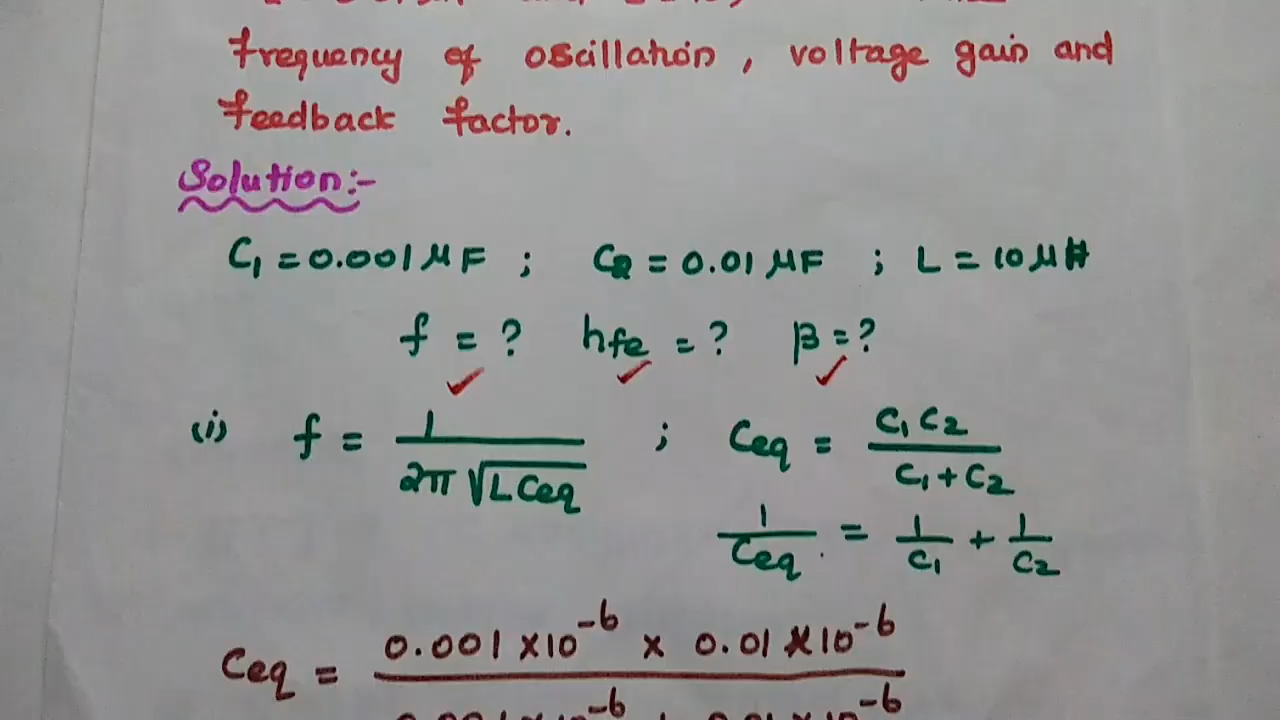 frequency of oscillation, voltage gain and
feedback factor.
Solution:-
C₁ = 0.001 μF ; C₂ = 0.01 μF ; L = 10 μH
f = ? hfe = ? β = ?
(i) f = 1 / 2π √LCeq ; Ceq = C₁C₂ / C₁+C₂
1/Ceq = 1/C₁ + 1/C₂
Ceq = 0.001 × 10⁻⁶ × 0.01 × 10⁻⁶